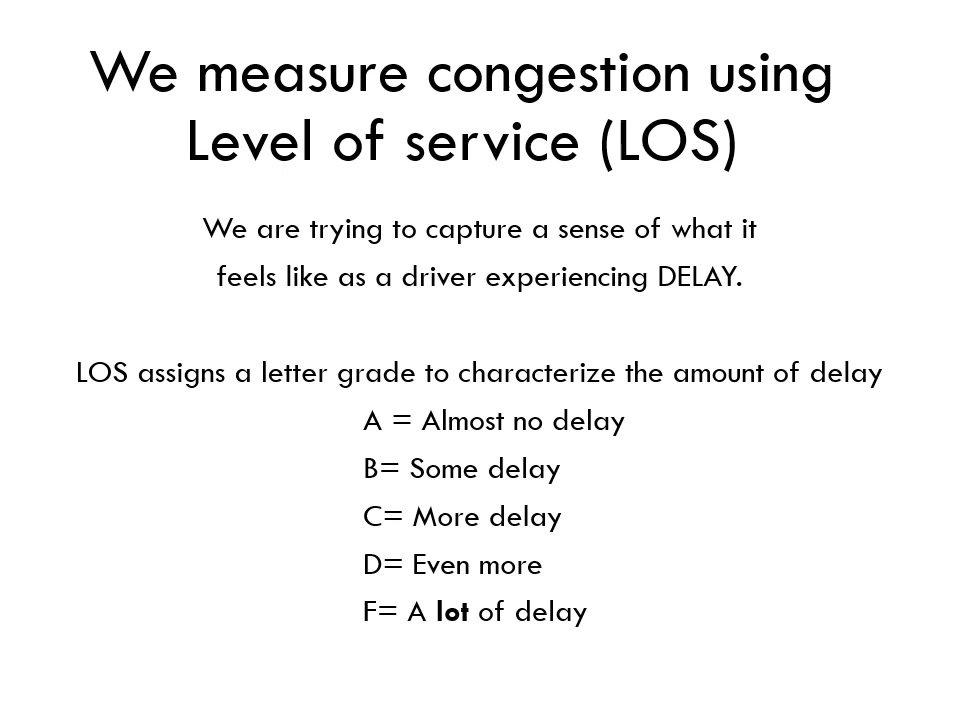 We measure congestion using
Level of service (LOS)
We are trying to capture a sense of what it
feels like as a driver experiencing DELAY.
LOS assigns a letter grade to characterize the amount of delay
A = Almost no delay
B= Some delay
C= More delay
D= Even more
F= A lot of delay